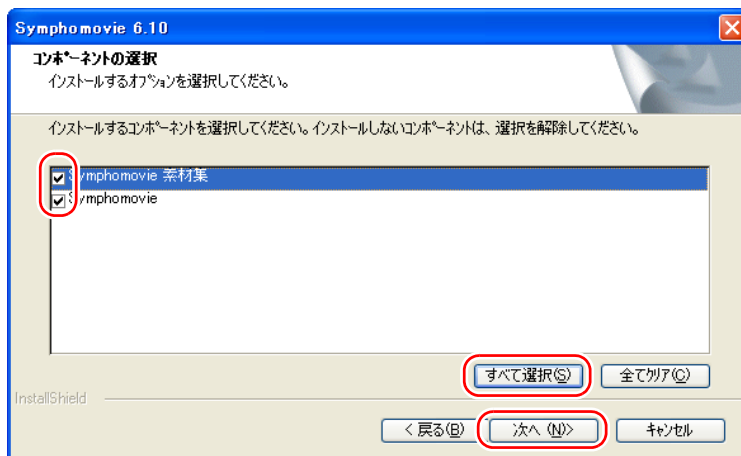 Symphomovie 6.10
コンポーネントの選択
インストールするオプションを選択してください。
インストールするコンポーネントを選択してください。インストールしないコンポーネントは、選択を解除してください。
Symphomovie 素材集
Symphomovie
すべて選択(S) 全てクリア(C)
InstallShield
< 戻る(B) 次へ (N)> キャンセル